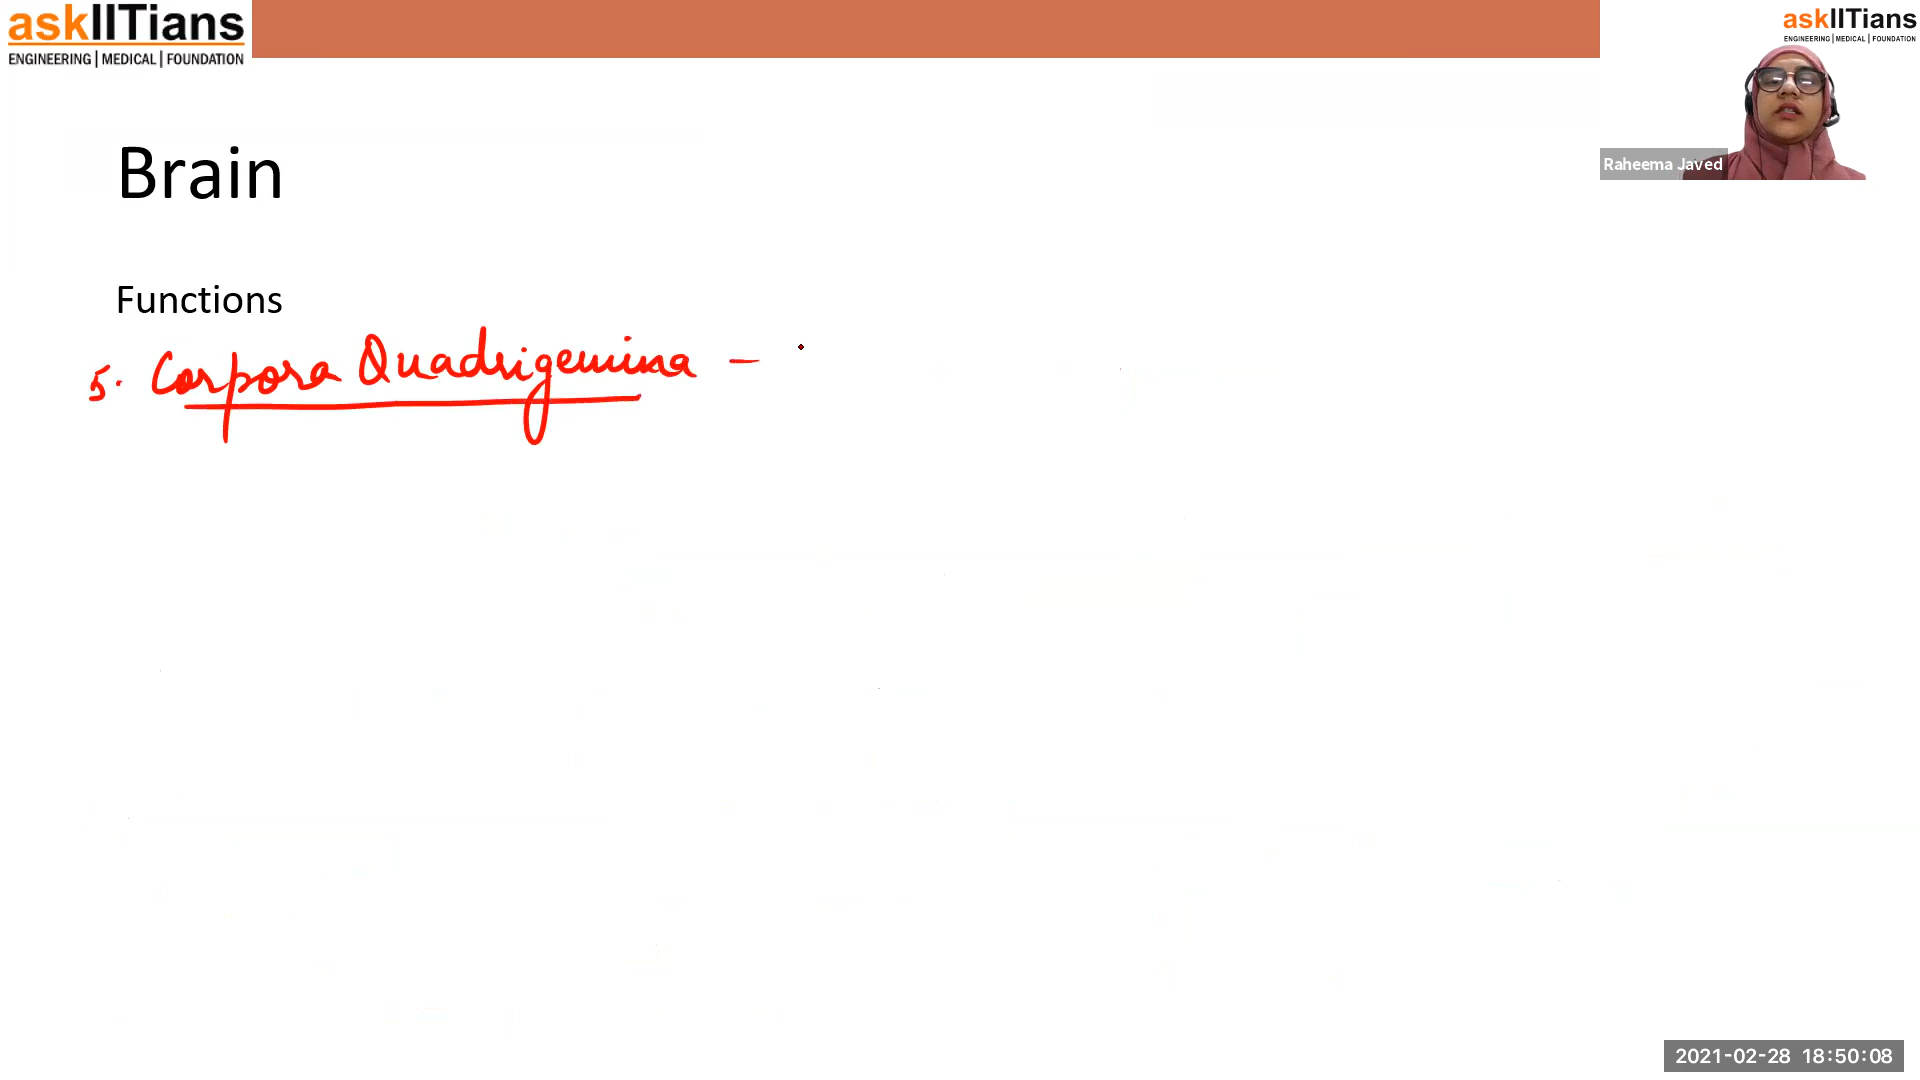 askIITians
ENGINEERING | MEDICAL | FOUNDATION
askIITians
ENGINEERING | MEDICAL | FOUNDATION
Raheema Javed
Brain
Functions
5. Corpora Quadrigemina –
2021-02-28 18:50:08